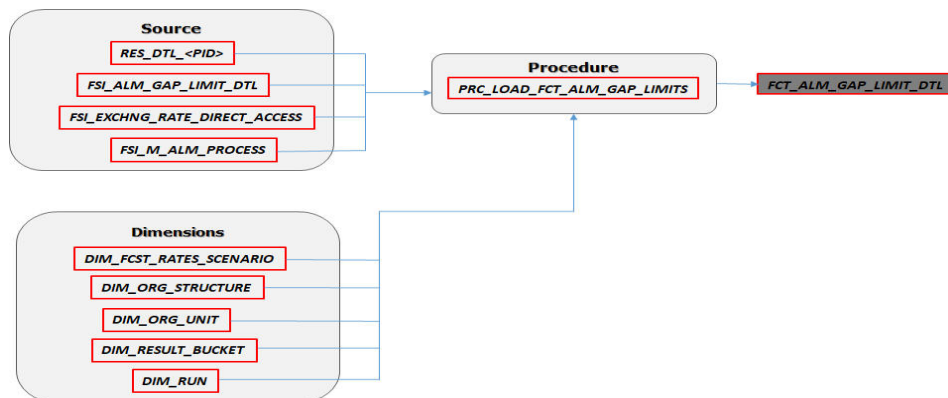 Source
RES_DTL_<PID>
FSI_ALM_GAP_LIMIT_DTL
FSI_EXCHNG_RATE_DIRECT_ACCESS
FSI_M_ALM_PROCESS
Procedure
PRC_LOAD_FCT_ALM_GAP_LIMITS
FCT_ALM_GAP_LIMIT_DTL
Dimensions
DIM_FCST_RATES_SCENARIO
DIM_ORG_STRUCTURE
DIM_ORG_UNIT
DIM_RESULT_BUCKET
DIM_RUN